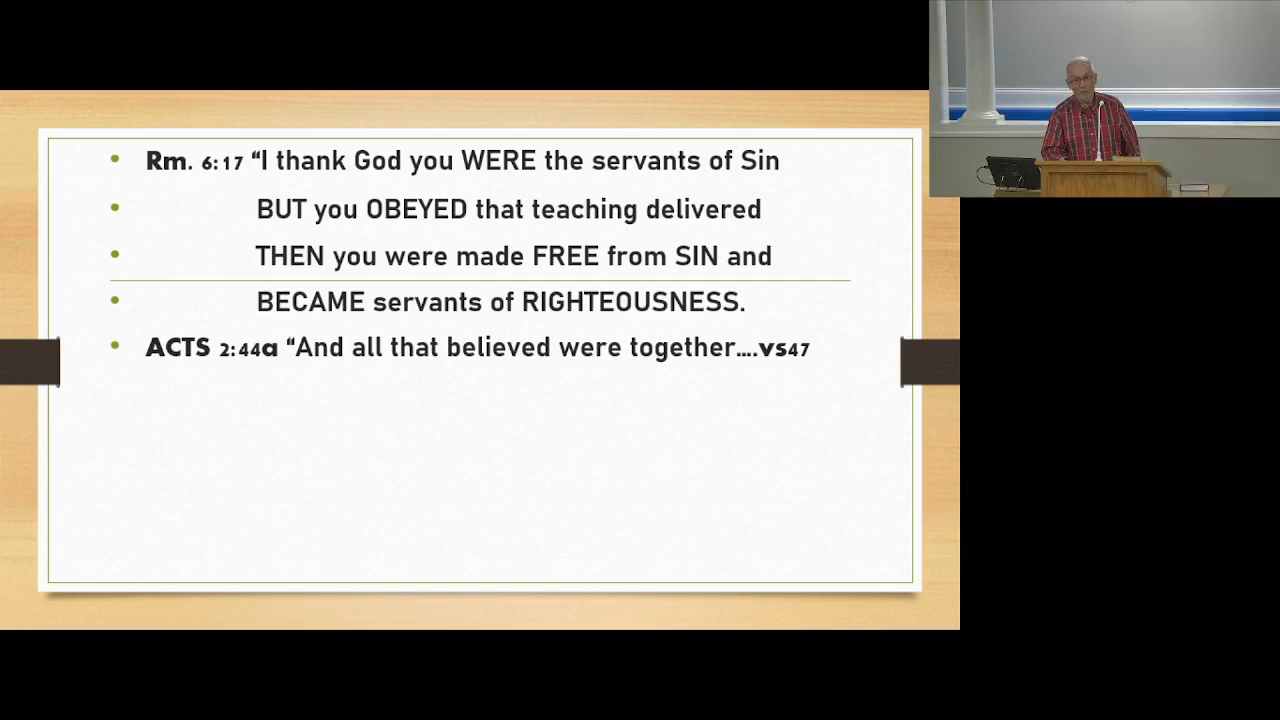 • Rm. 6:17 “I thank God you WERE the servants of Sin
• BUT you OBEYED that teaching delivered
• THEN you were made FREE from SIN and
• BECAME servants of RIGHTEOUSNESS.
• ACTS 2:44a “And all that believed were together....vs47